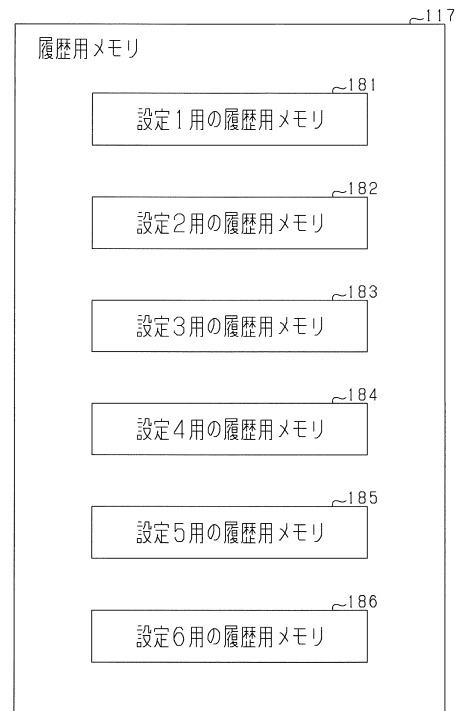 117
履歴用メモリ
181
設定1用の履歴用メモリ
182
設定2用の履歴用メモリ
183
設定3用の履歴用メモリ
184
設定4用の履歴用メモリ
185
設定5用の履歴用メモリ
186
設定6用の履歴用メモリ